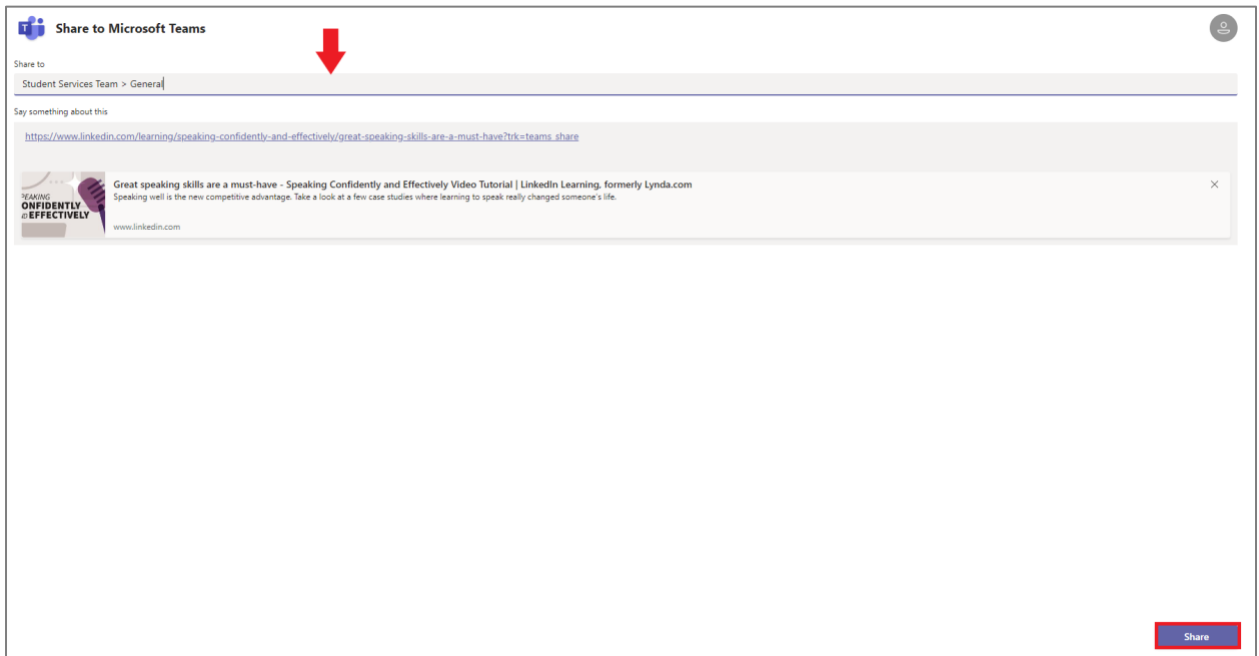 Share to Microsoft Teams
Share to
Student Services Team > General
Say something about this
https://www.linkedin.com/learning/speaking-confidently-and-effectively/great-speaking-skills-are-a-must-have?trk=teams_share
Great speaking skills are a must-have - Speaking Confidently and Effectively Video Tutorial | LinkedIn Learning, formerly Lynda.com
Speaking well is the new competitive advantage. Take a look at a few case studies where learning to speak really changed someone's life.
www.linkedin.com
PEAKING
ONFIDENTLY
D EFFECTIVELY
Share